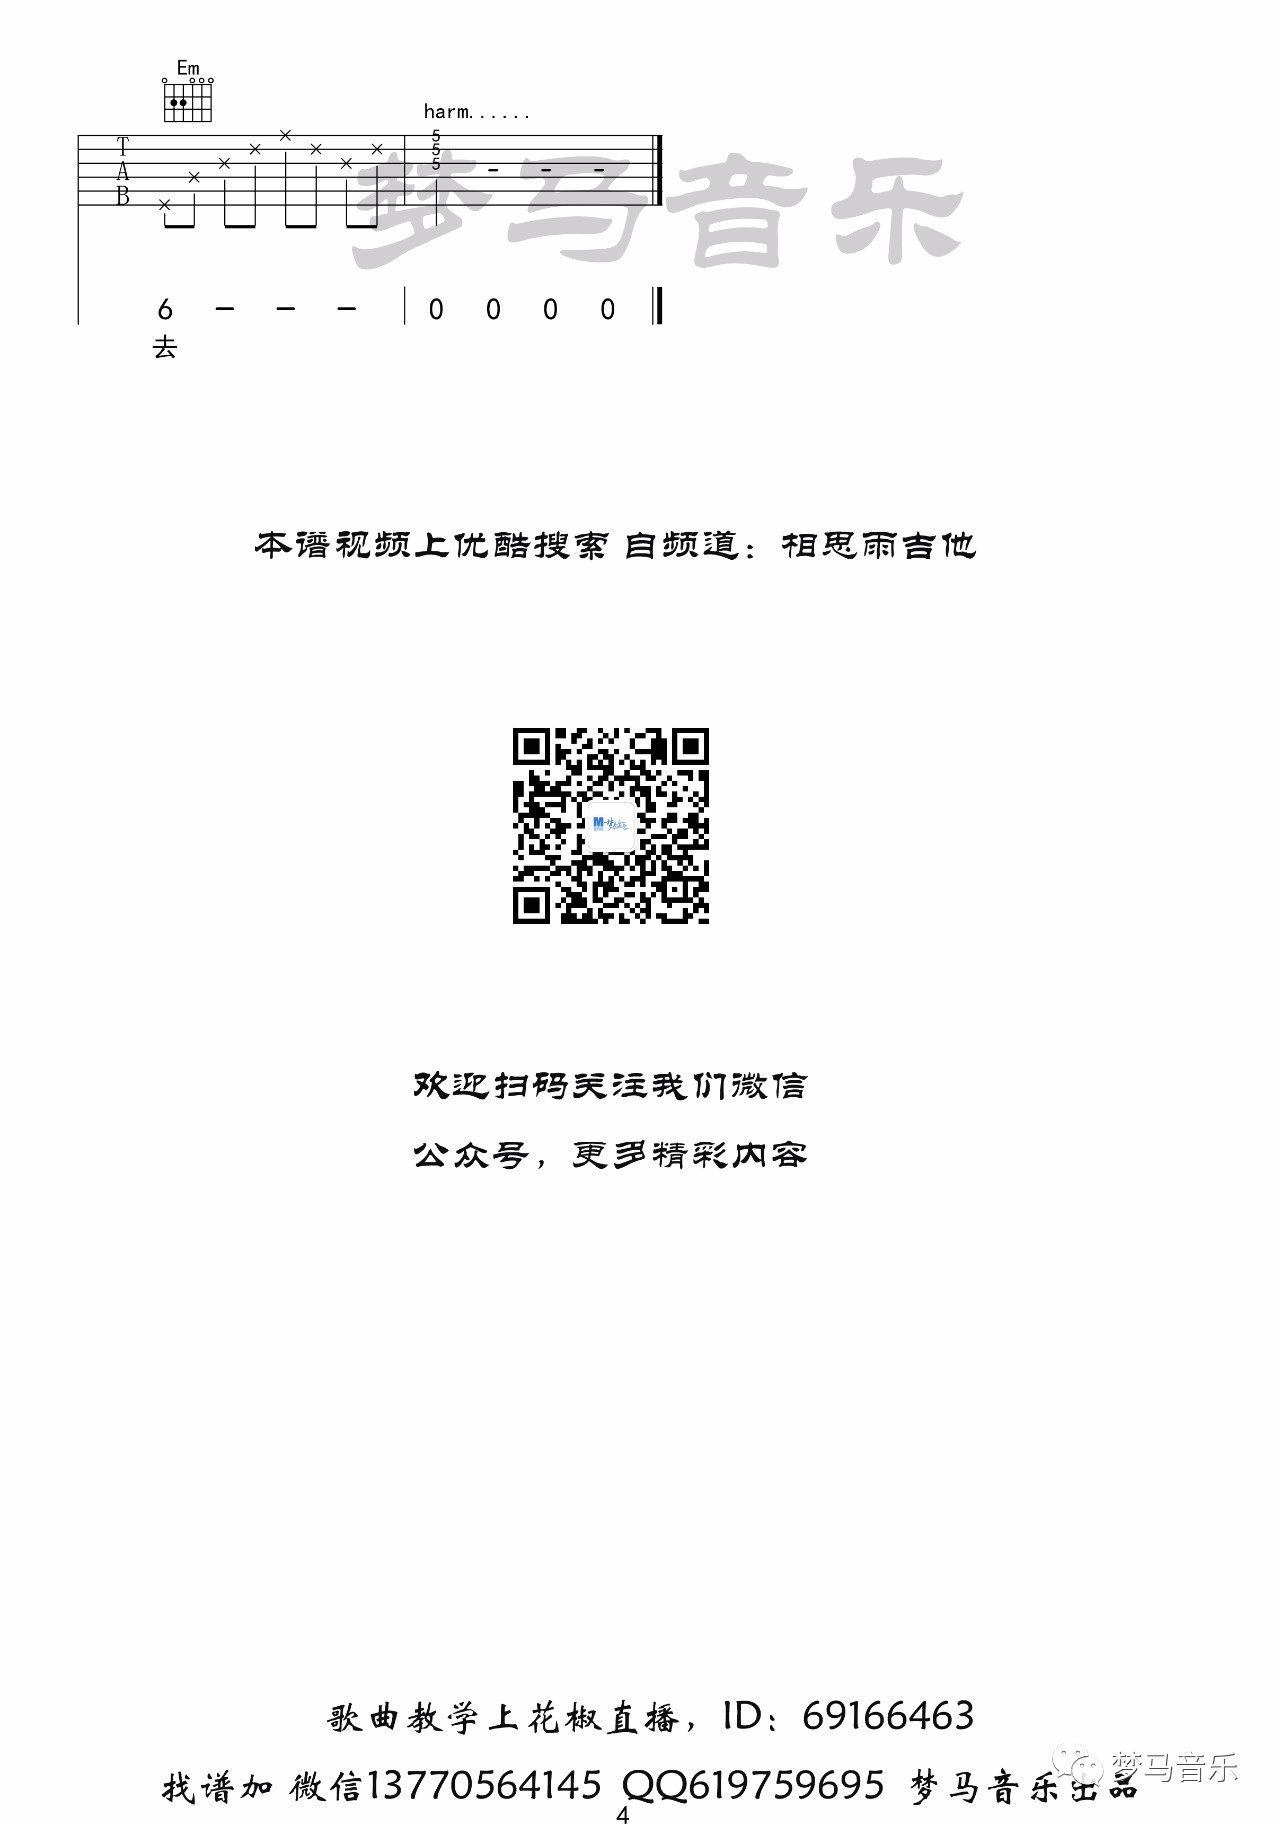 Em
harm......
T
A
B
5
5
5
- - -
梦马音乐
6 - - - 0 0 0 0
去
本谱视频上优酷搜索 自频道：相思雨吉他
欢迎扫码关注我们微信
公众号，更多精彩内容
歌曲教学上花椒直播，ID：69166463
找谱加 微信13770564145 QQ619759695 梦马音乐出品
梦马音乐
4